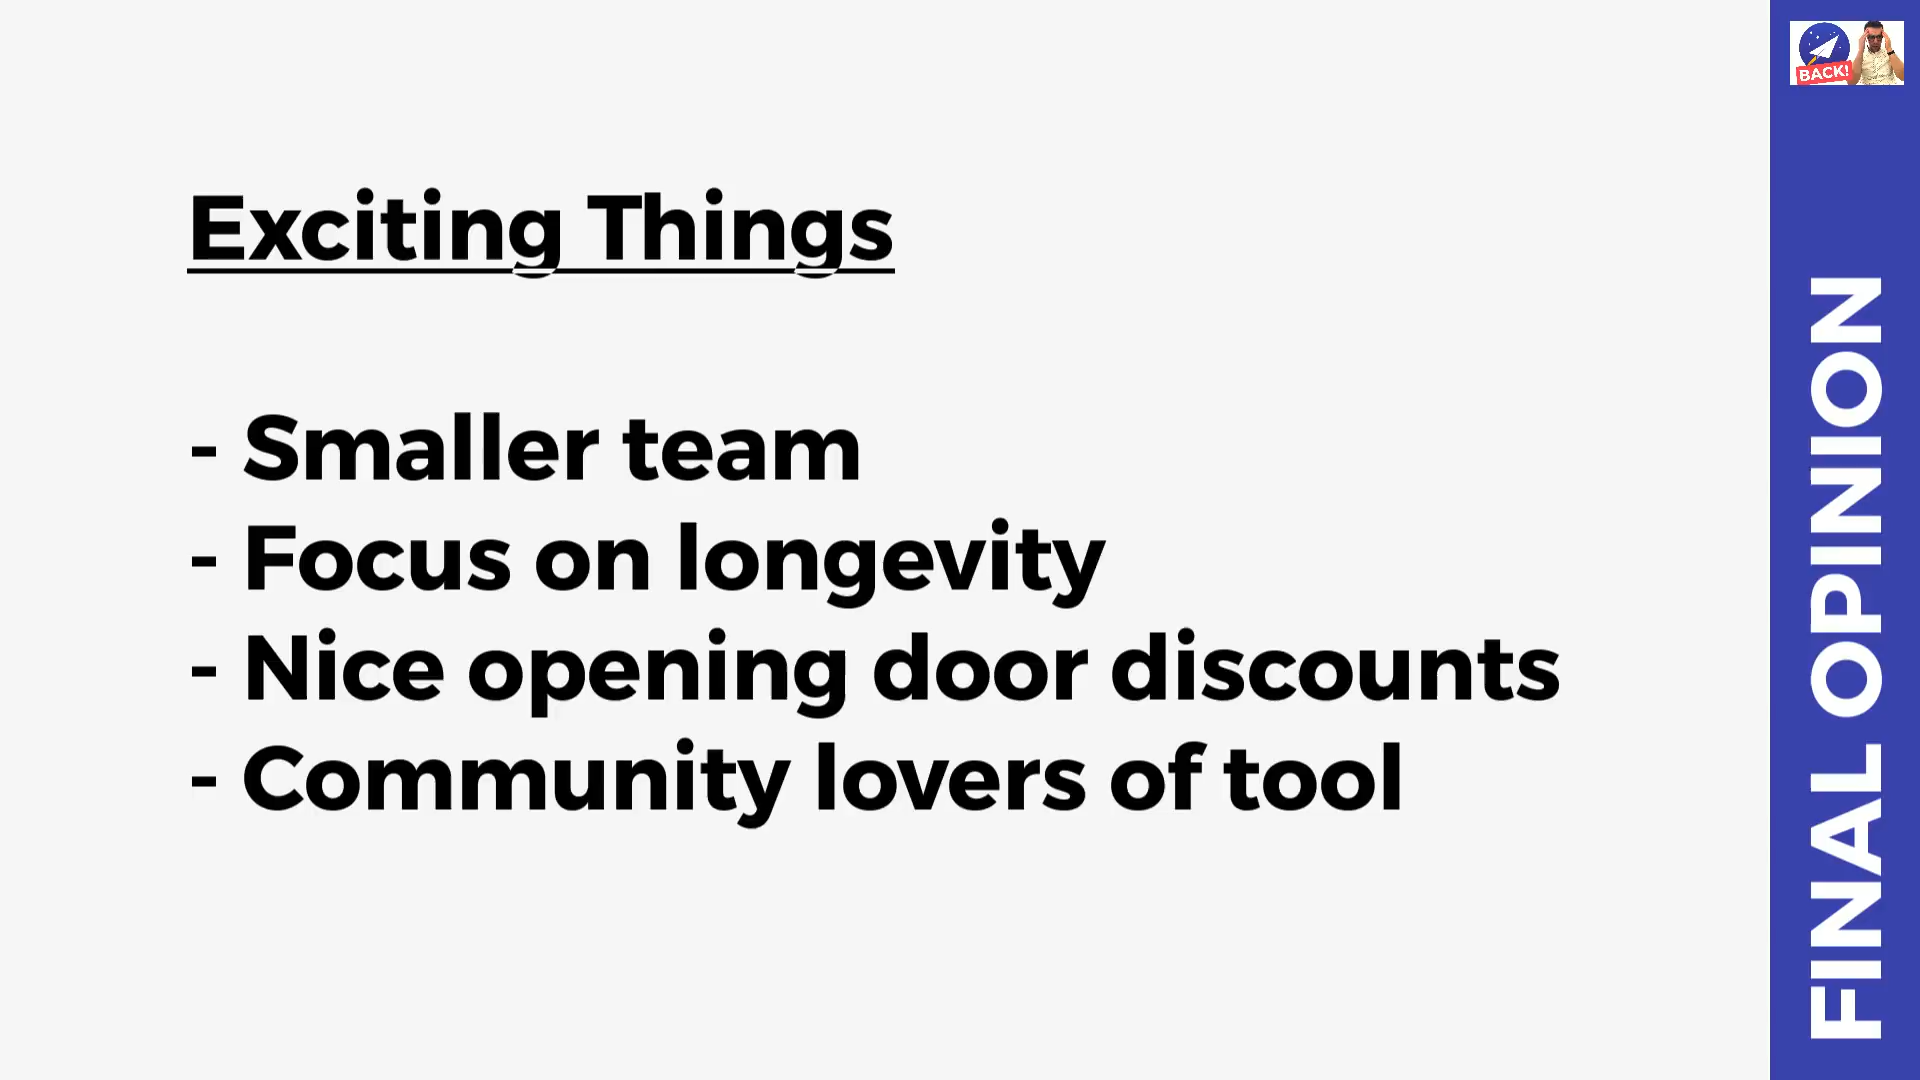 Exciting Things
- Smaller team
- Focus on longevity
- Nice opening door discounts
- Community lovers of tool
BACK!
FINAL OPINION